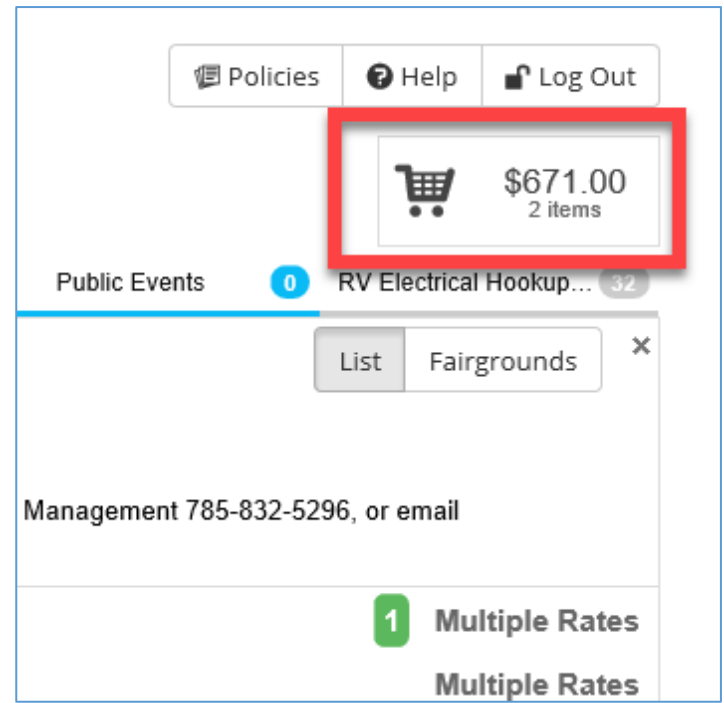 Policies Help Log Out
$671.00
2 items
Public Events 0 RV Electrical Hookup... 32
List Fairgrounds ×
Management 785-832-5296, or email
1 Multiple Rates
Multiple Rates